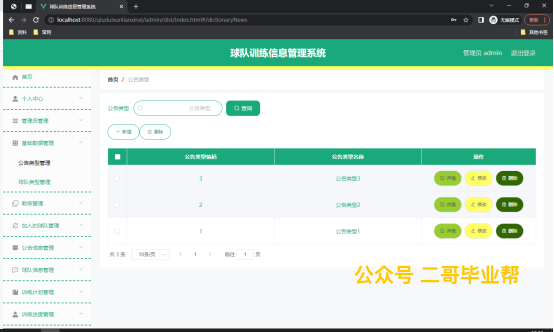 球队训练信息管理系统
localhost:8080/qiuduixunlianxinxi/admin/dist/index.html#/dictionaryNews
无痕模式
更新
资料 常用 其他书签
球队训练信息管理系统
管理员 admin 退出登录
首页
个人中心
管理员管理
基础数据管理
公告类型管理
球队类型管理
教练管理
加入的球队管理
公告信息管理
球队信息管理
训练计划管理
训练进度管理
首页 / 公告类型
公告类型 公告类型 查询
+ 新增 删除
公告类型编码 公告类型名称 操作
3 公告类型3 详情 修改 删除
2 公告类型2 详情 修改 删除
1 公告类型1 详情 修改 删除
共 3 条 10条/页 < 1 > 前往 1 页
公众号 二哥毕业帮